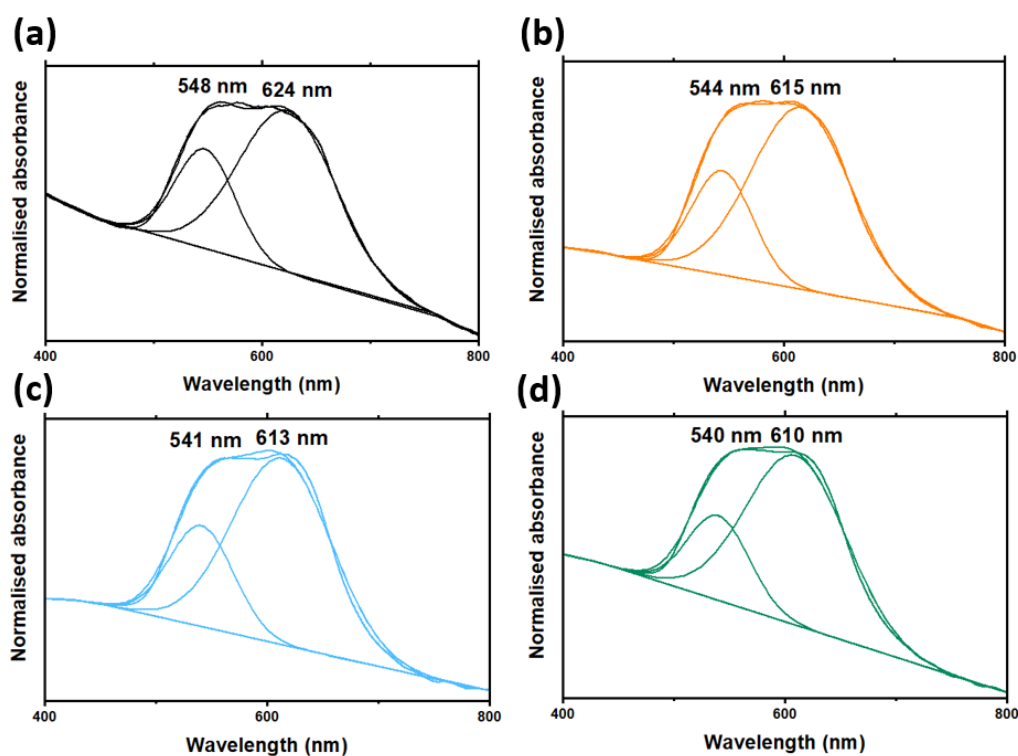 (a)
548 nm 624 nm
Normalised absorbance
400 600 800
Wavelength (nm)
(b)
544 nm 615 nm
Normalised absorbance
400 600 800
Wavelength (nm)
(c)
541 nm 613 nm
Normalised absorbance
400 600 800
Wavelength (nm)
(d)
540 nm 610 nm
Normalised absorbance
400 600 800
Wavelength (nm)